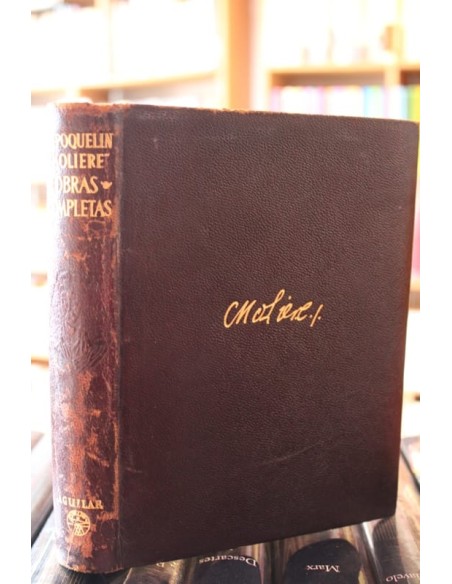 POQUELIN
MOLIERE
OBRAS
COMPLETAS
Molière
AGUILAR
Descartes
Marx